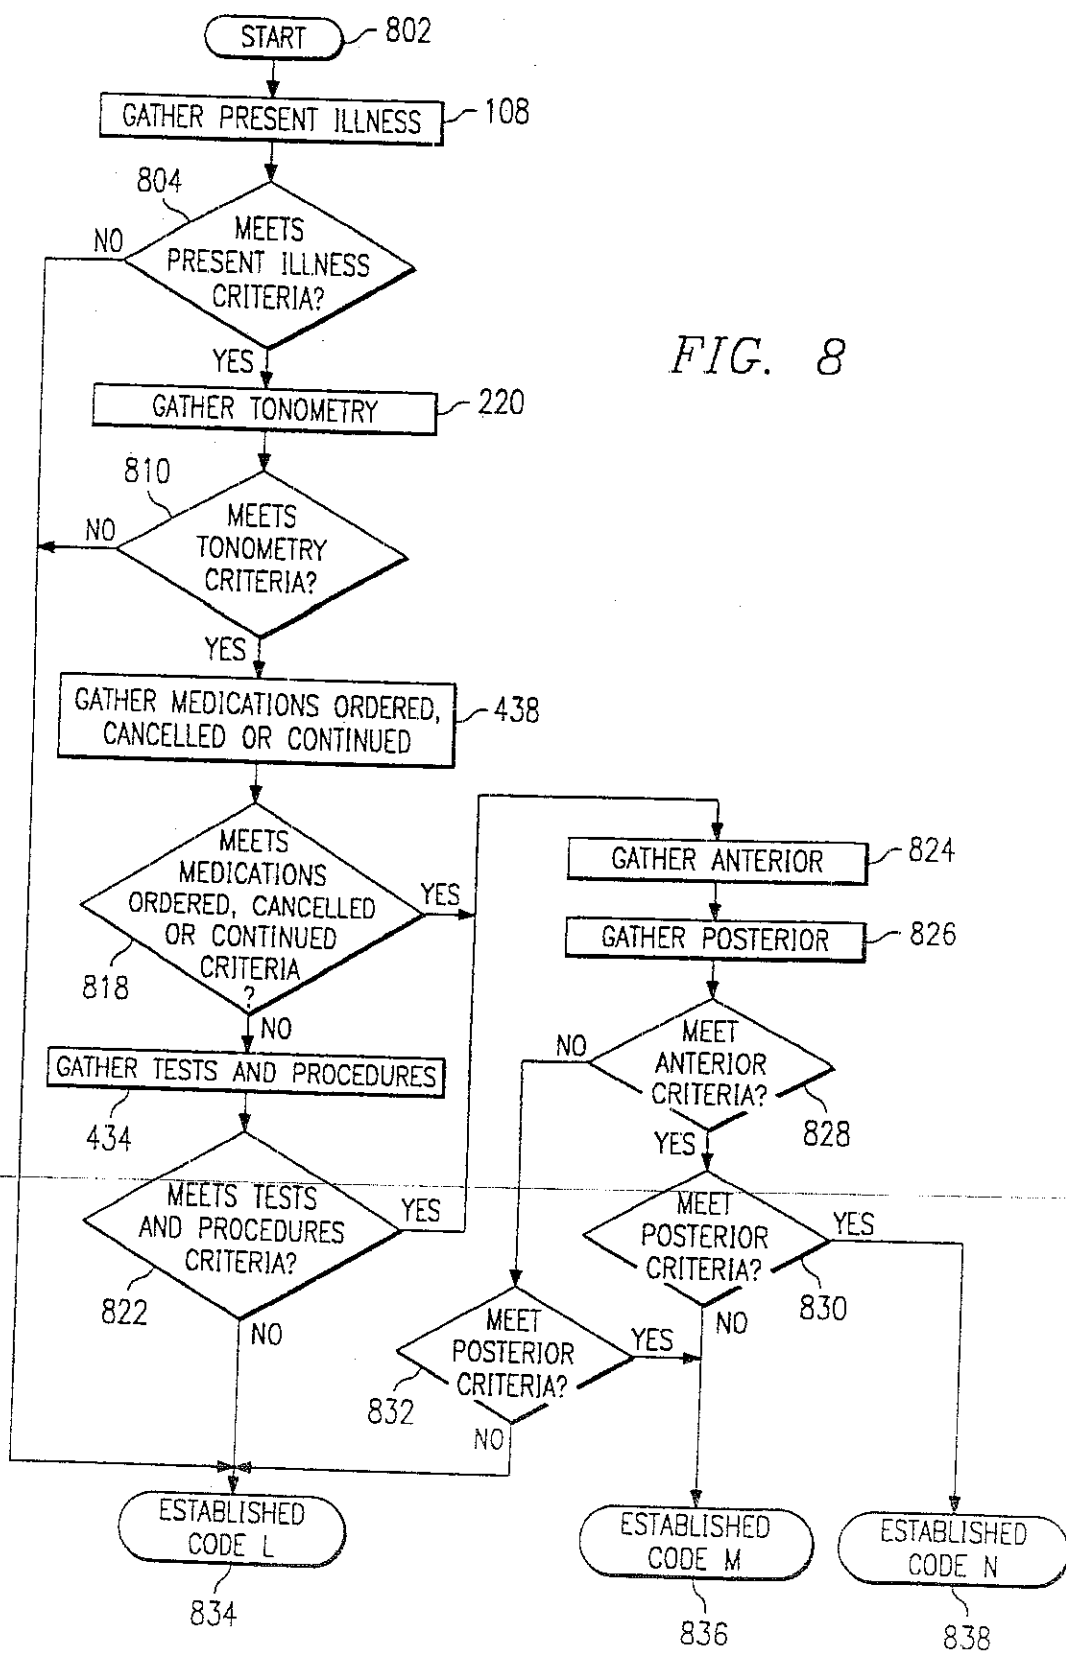 START
802
GATHER PRESENT ILLNESS
108
804
MEETS
PRESENT ILLNESS
CRITERIA?
NO
YES
FIG. 8
GATHER TONOMETRY
220
810
MEETS
TONOMETRY
CRITERIA?
NO
YES
GATHER MEDICATIONS ORDERED,
CANCELLED OR CONTINUED
438
MEETS
MEDICATIONS
ORDERED, CANCELLED
OR CONTINUED
CRITERIA
?
YES
818
NO
GATHER TESTS AND PROCEDURES
434
MEETS TESTS
AND PROCEDURES
CRITERIA?
YES
822
NO
GATHER ANTERIOR
824
GATHER POSTERIOR
826
MEET
ANTERIOR
CRITERIA?
NO
828
YES
MEET
POSTERIOR
CRITERIA?
YES
830
NO
MEET
POSTERIOR
CRITERIA?
YES
832
NO
ESTABLISHED
CODE L
834
ESTABLISHED
CODE M
836
ESTABLISHED
CODE N
838